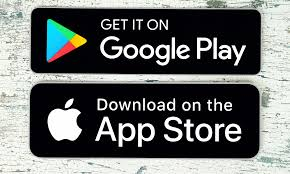 GET IT ON
Google Play
Download on the
App Store